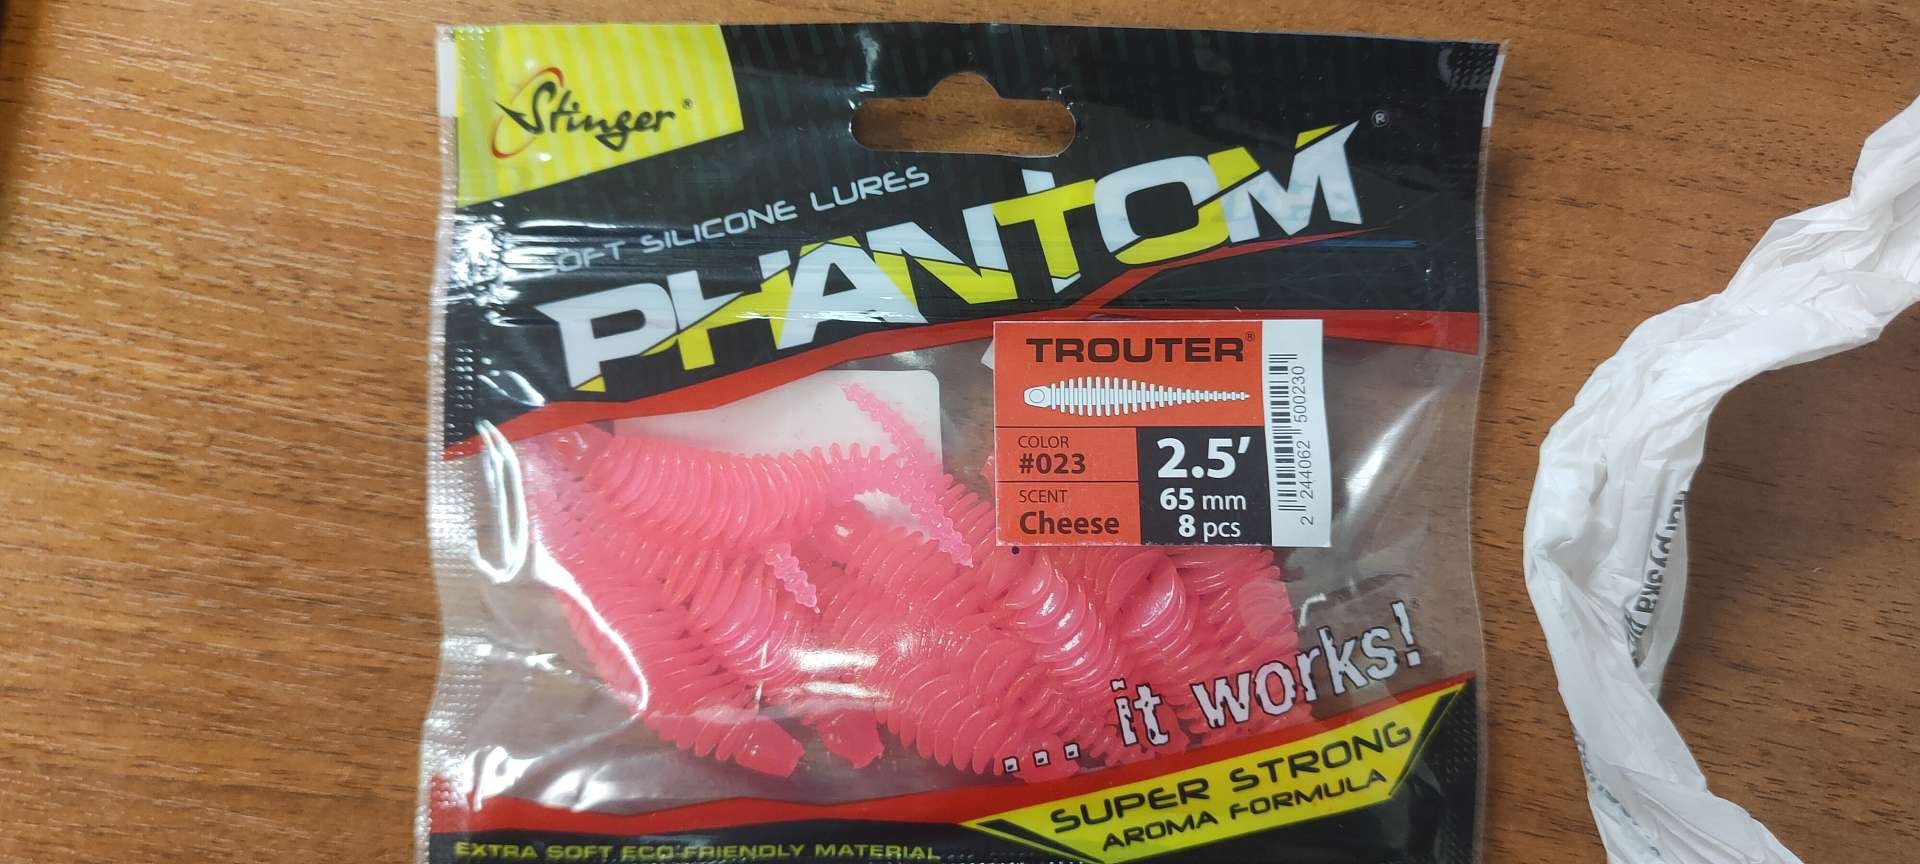 Stinger®
SOFT SILICONE LURES
PHANTOM®
TROUTER®
COLOR
#023
SCENT
Cheese
2.5’
65 mm
8 pcs
2 244062 500230
... it works!
SUPER STRONG
AROMA FORMULA
EXTRA SOFT ECO-FRIENDLY MATERIAL